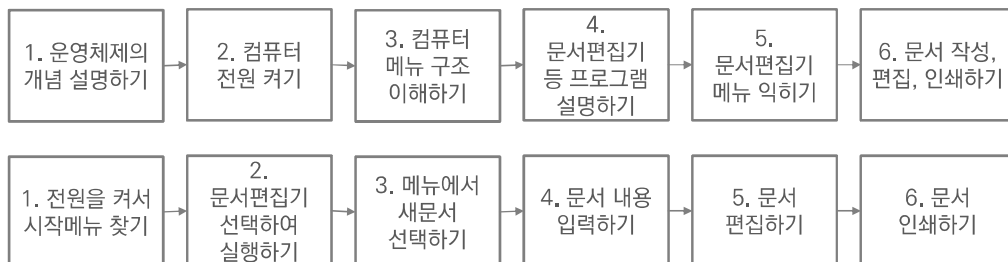 1. 운영체제의
개념 설명하기
2. 컴퓨터
전원 켜기
3. 컴퓨터
메뉴 구조
이해하기
4.
문서편집기
등 프로그램
설명하기
5.
문서편집기
메뉴 익히기
6. 문서 작성,
편집, 인쇄하기
1. 전원을 켜서
시작메뉴 찾기
2.
문서편집기
선택하여
실행하기
3. 메뉴에서
새문서
선택하기
4. 문서 내용
입력하기
5. 문서
편집하기
6. 문서
인쇄하기